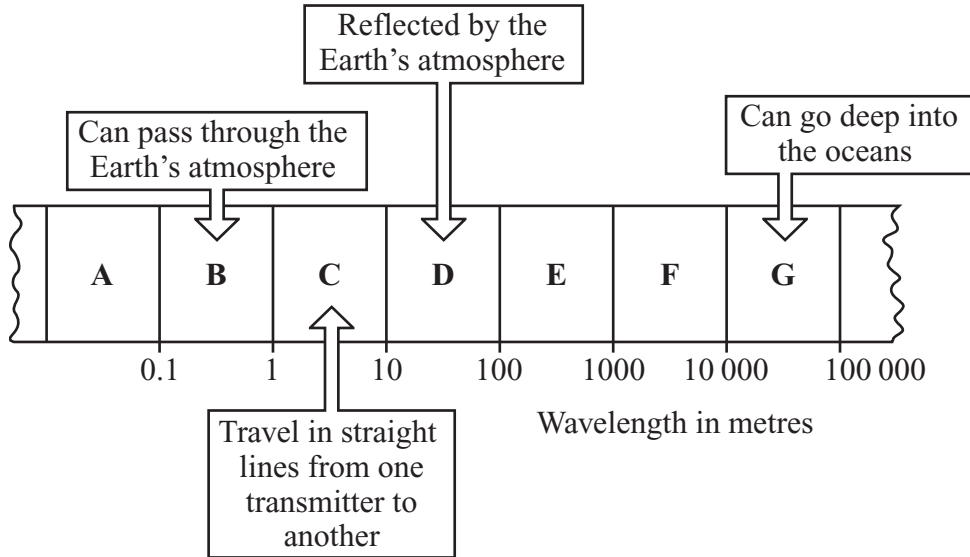 Reflected by the
Earth's atmosphere
Can pass through the
Earth's atmosphere
Can go deep into
the oceans
A B C D E F G
0.1 1 10 100 1000 10 000 100 000
Wavelength in metres
Travel in straight
lines from one
transmitter to
another